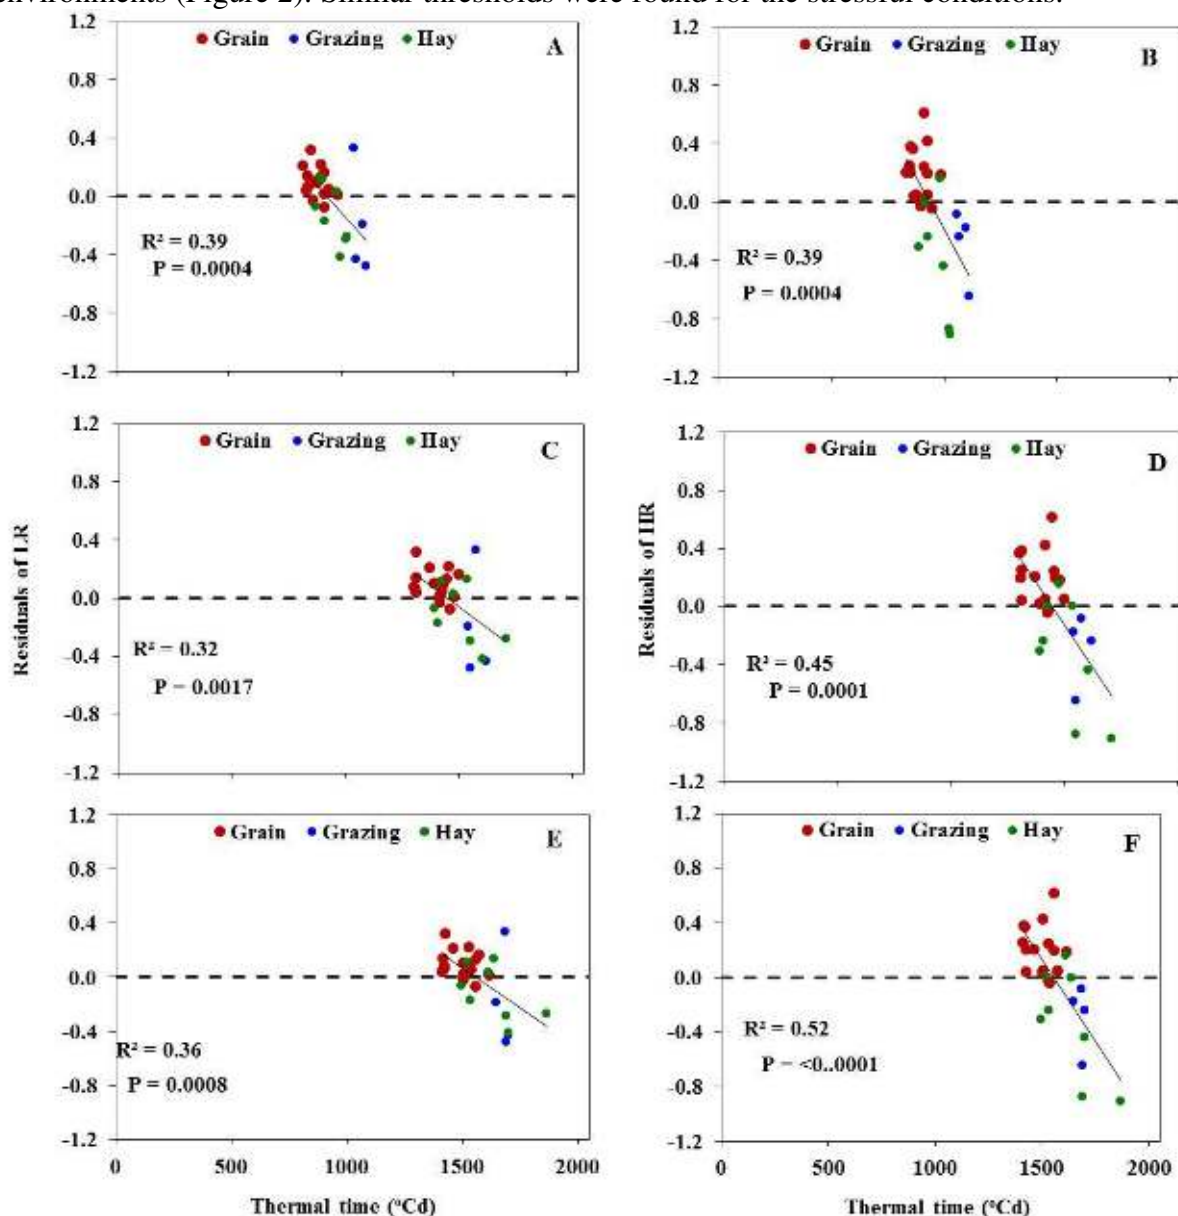 environments (Figure 2). Similar thresholds were found for the stressful conditions.
1.2
0.8
0.4
0.0
-0.4
-0.8
-1.2
Grain Grazing Hay
A
R² = 0.39
P = 0.0004
1.2
0.8
0.4
0.0
-0.4
-0.8
-1.2
Grain Grazing Hay
B
R² = 0.39
P = 0.0004
Residuals of LR
1.2
0.8
0.4
0.0
-0.4
-0.8
-1.2
Grain Grazing Hay
C
R² = 0.32
P = 0.0017
Residuals of HR
1.2
0.8
0.4
0.0
-0.4
-0.8
-1.2
Grain Grazing Hay
D
R² = 0.45
P = 0.0001
1.2
0.8
0.4
0.0
-0.4
-0.8
-1.2
Grain Grazing Hay
E
R² = 0.36
P = 0.0008
0 500 1000 1500 2000
Thermal time (°Cd)
1.2
0.8
0.4
0.0
-0.4
-0.8
-1.2
Grain Grazing Hay
F
R² = 0.52
P = <0..0001
0 500 1000 1500 2000
Thermal time (°Cd)